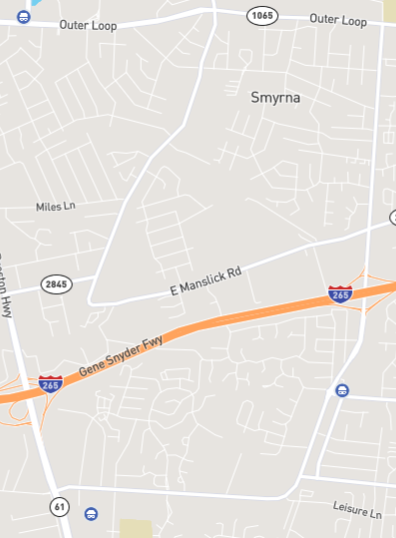 Outer Loop
1065
Outer Loop
Smyrna
Miles Ln
2845
E Manslick Rd
265
Hwy
Gene Snyder Fwy
265
61
Leisure Ln